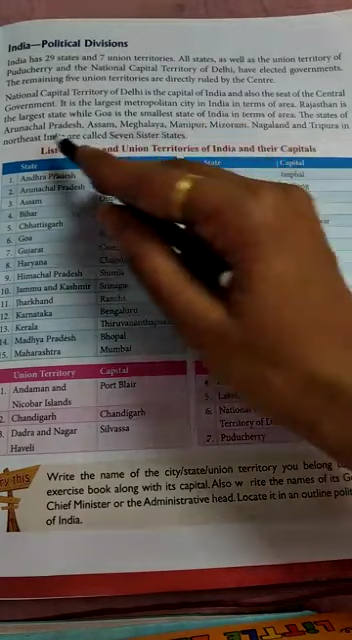 India—Political Divisions
India has 29 states and 7 union territories. All states, as well as the union territory of
Puducherry and the National Capital Territory of Delhi, have elected governments.
The remaining five union territories are directly ruled by the Centre.
National Capital Territory of Delhi is the capital of India and also the seat of the Central
Government. It is the largest metropolitan city in India in terms of area. Rajasthan is
the largest state while Goa is the smallest state of India in terms of area. The states of
Arunachal Pradesh, Assam, Meghalaya, Manipur, Mizoram, Nagaland and Tripura in
northeast are called Seven Sister States.
List and Union Territories of India and their Capitals
State State Capital
1. Andhra Pradesh Imphal
2. Arunachal Pradesh
3. Assam
4. Bihar
5. Chhattisgarh
6. Goa
7. Gujarat
8. Haryana
9. Himachal Pradesh Shimla
10. Jammu and Kashmir Srinagar
11. Jharkhand Ranchi
12. Karnataka Bengaluru
13. Kerala Thiruvananthapuram
14. Madhya Pradesh Bhopal
15. Maharashtra Mumbai
Union Territory Capital
1. Andaman and Port Blair
Nicobar Islands
2. Chandigarh Chandigarh
3. Dadra and Nagar Silvassa
Haveli
6. National
Territory of D
7. Puducherry
ry this
Write the name of the city/state/union territory you belong
exercise book along with its capital. Also w rite the names of its G
Chief Minister or the Administrative head. Locate it in an outline polit
of India.